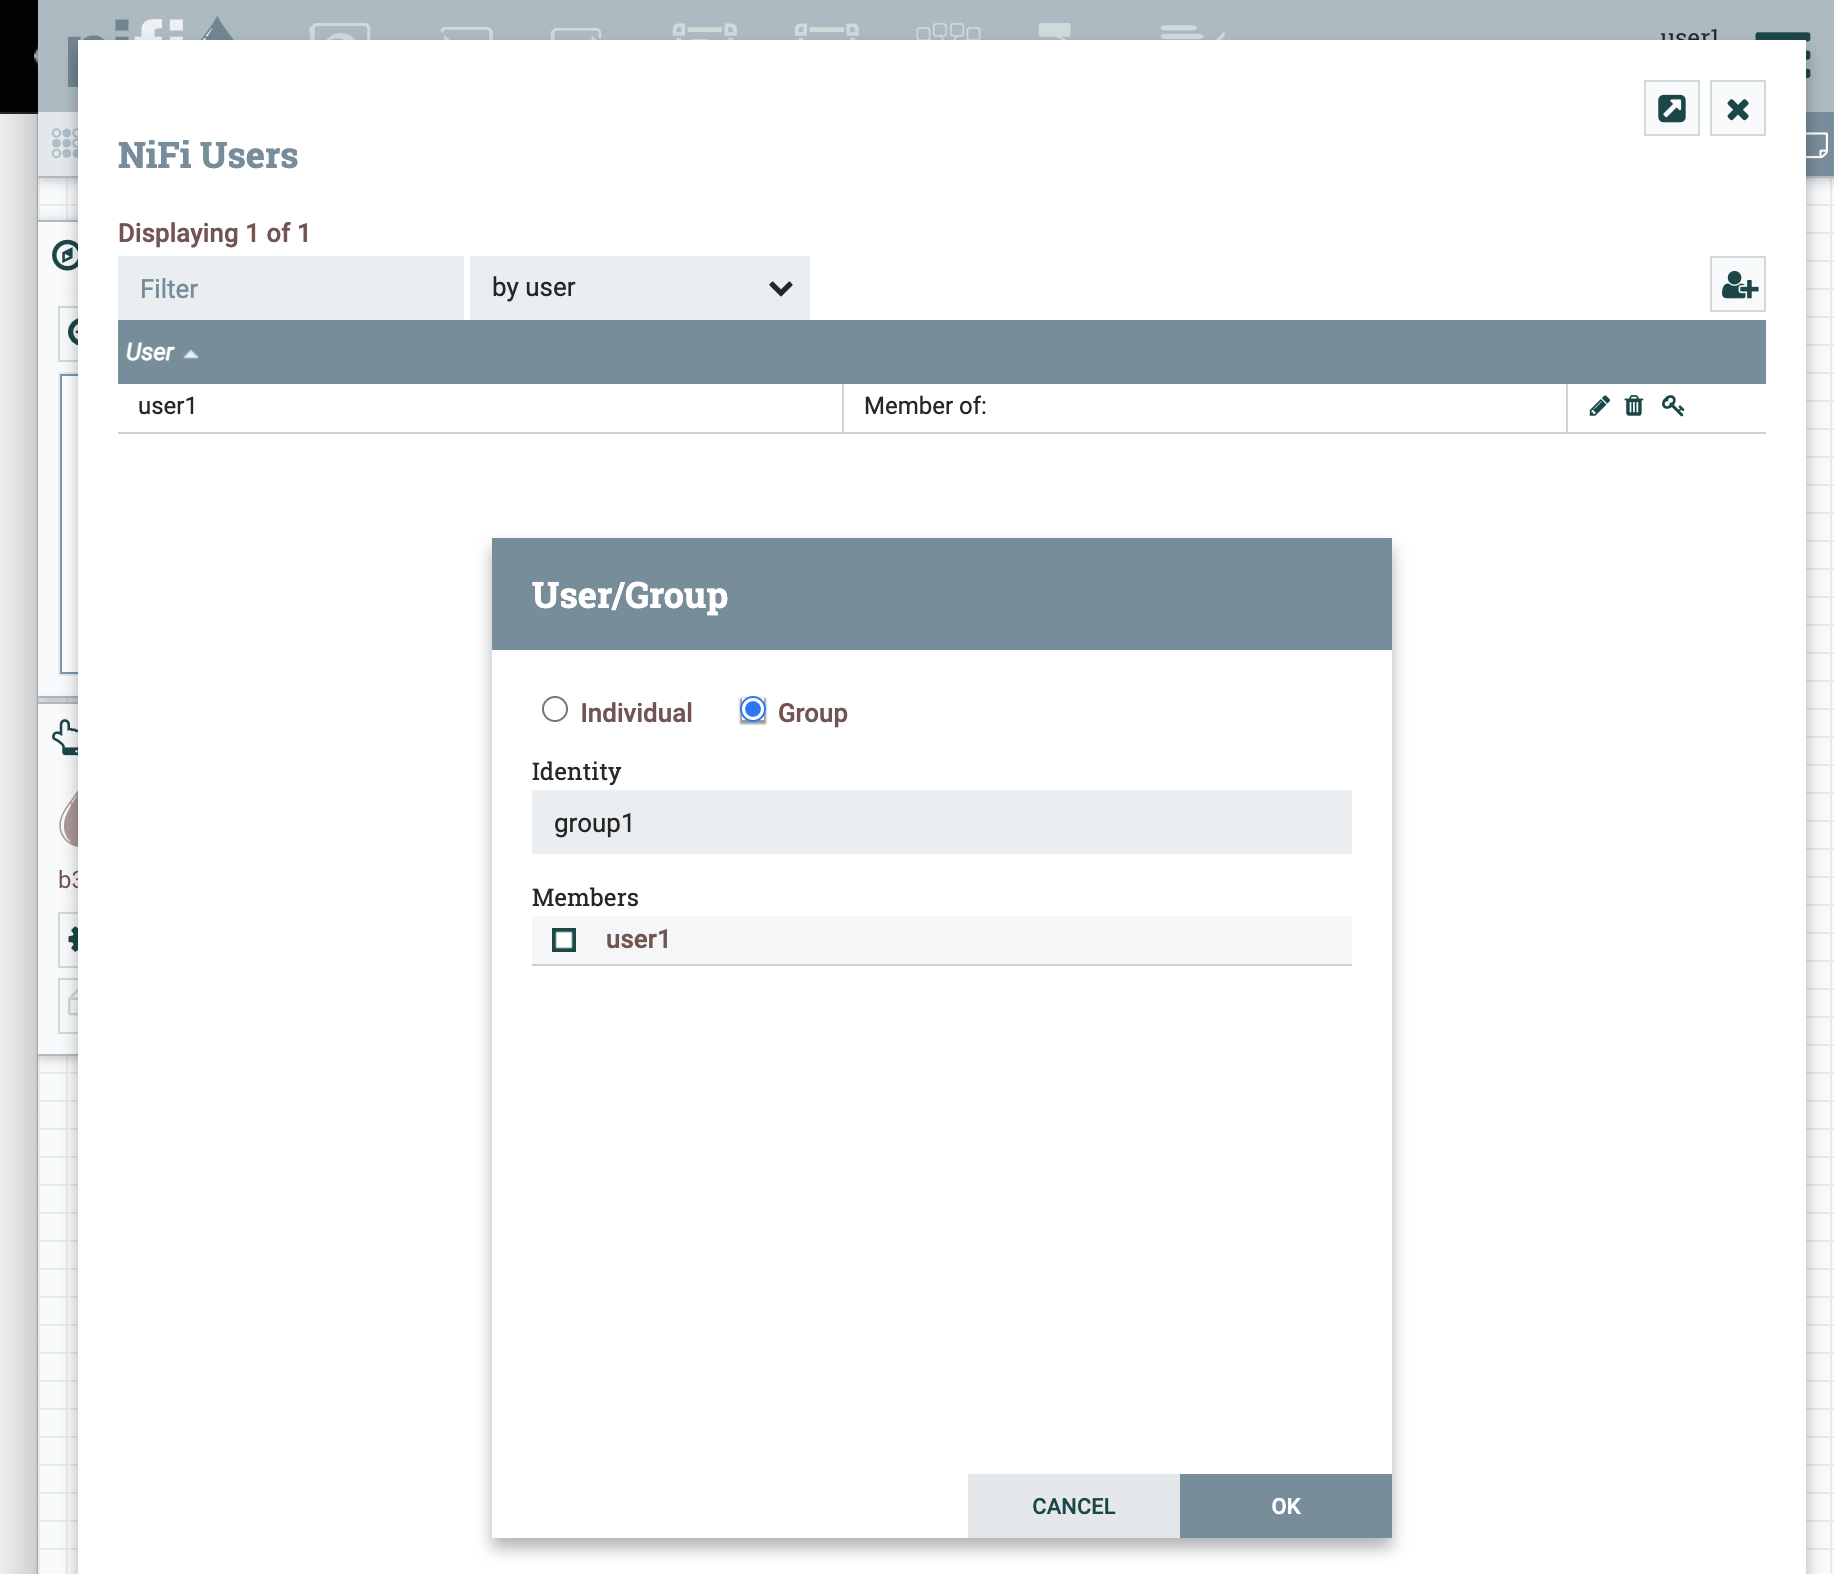 nifi
user1
NiFi Users
Displaying 1 of 1
Filter
by user
User
user1
Member of:
User/Group
Individual
Group
Identity
group1
Members
user1
CANCEL
OK